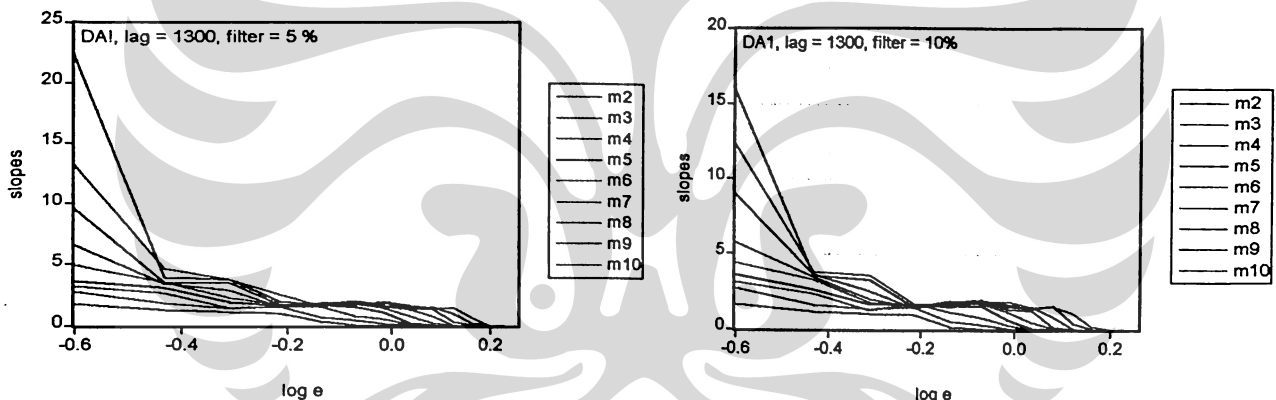 DAI, lag = 1300, filter = 5 %
25
20
15
10
5
0
slopes
-0.6
-0.4
-0.2
0.0
0.2
log e
m2
m3
m4
m5
m6
m7
m8
m9
m10
DA1, lag = 1300, filter = 10%
20
15
10
5
0
slopes
-0.6
-0.4
-0.2
0.0
0.2
log e
m2
m3
m4
m5
m6
m7
m8
m9
m10